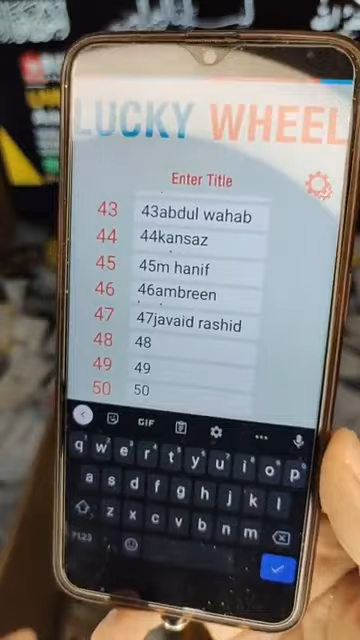 LUCKY WHEEL
Enter Title
43 43abdul wahab
44 44kansaz
45 45m hanif
46 46ambreen
47 47javaid rashid
48 48
49 49
50 50
GIF
q w e r t y u i o p
a s d f g h j k l
z x c v b n m
?123